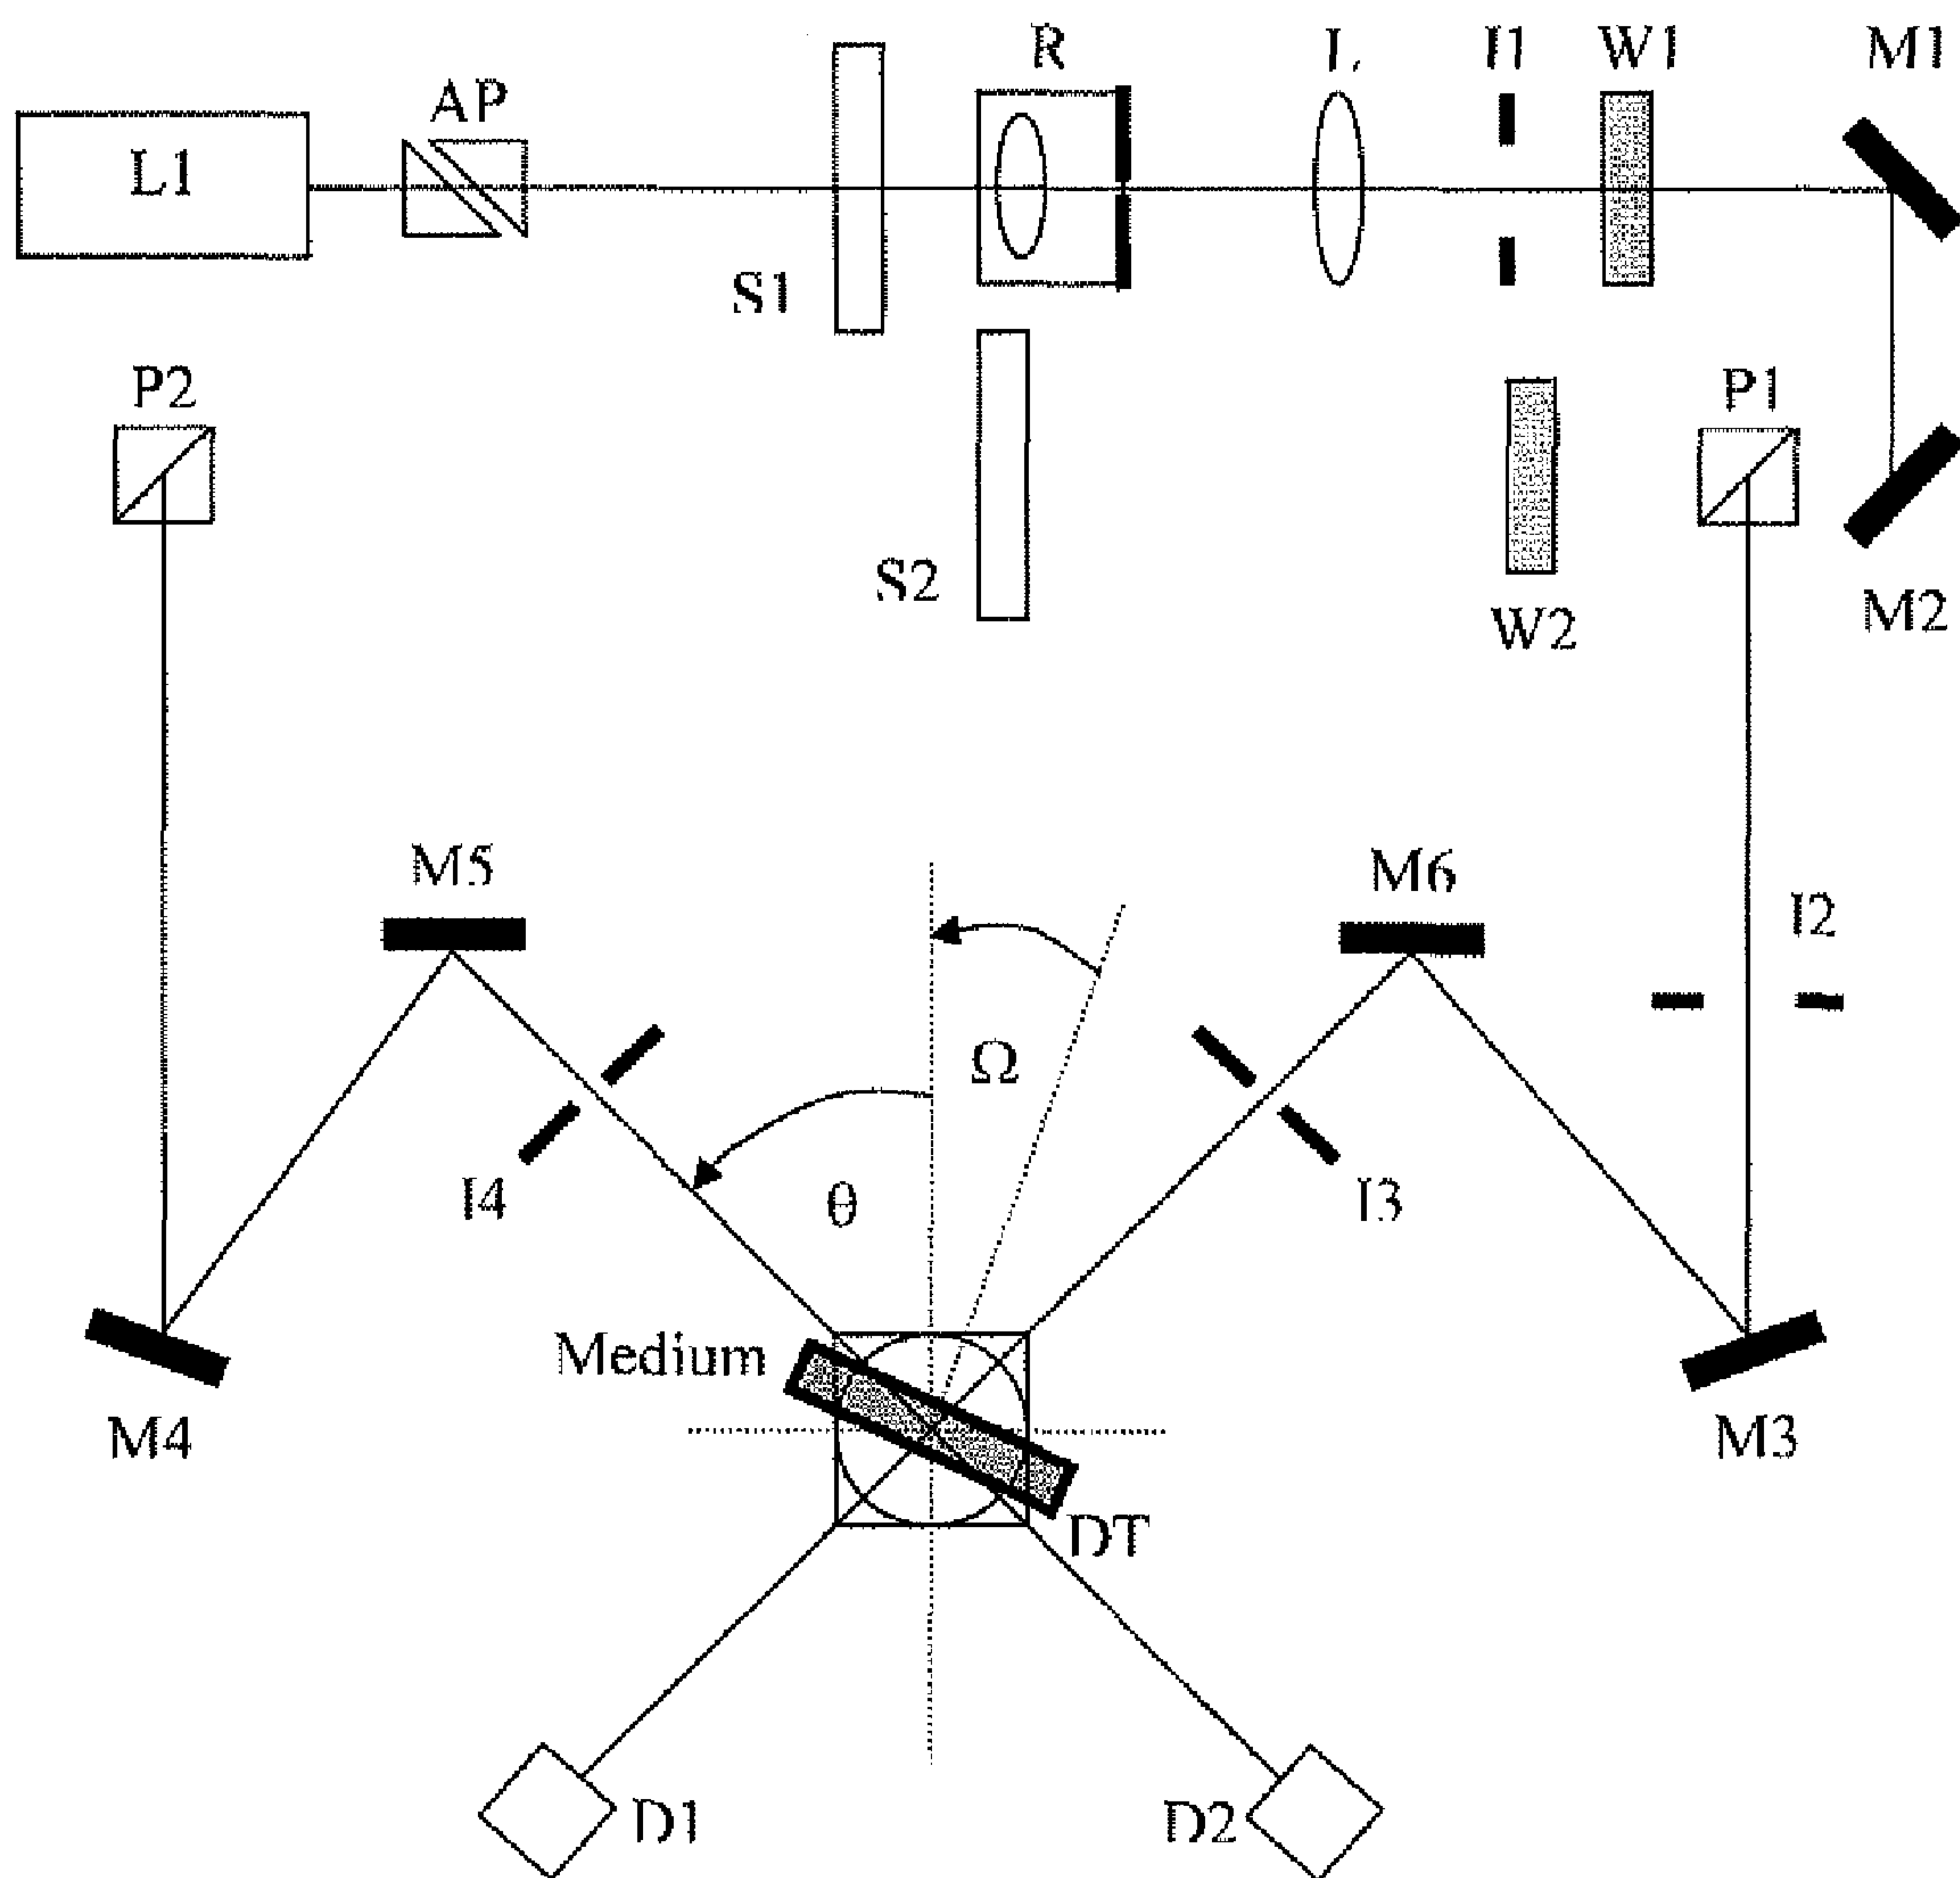 R L I1 W1 M1
AP
L1
S1
P2 P1
S2
W2 M2
M5 M6
I2
Ω
I4 θ I3
Medium
M4 M3
DT
D1 D2